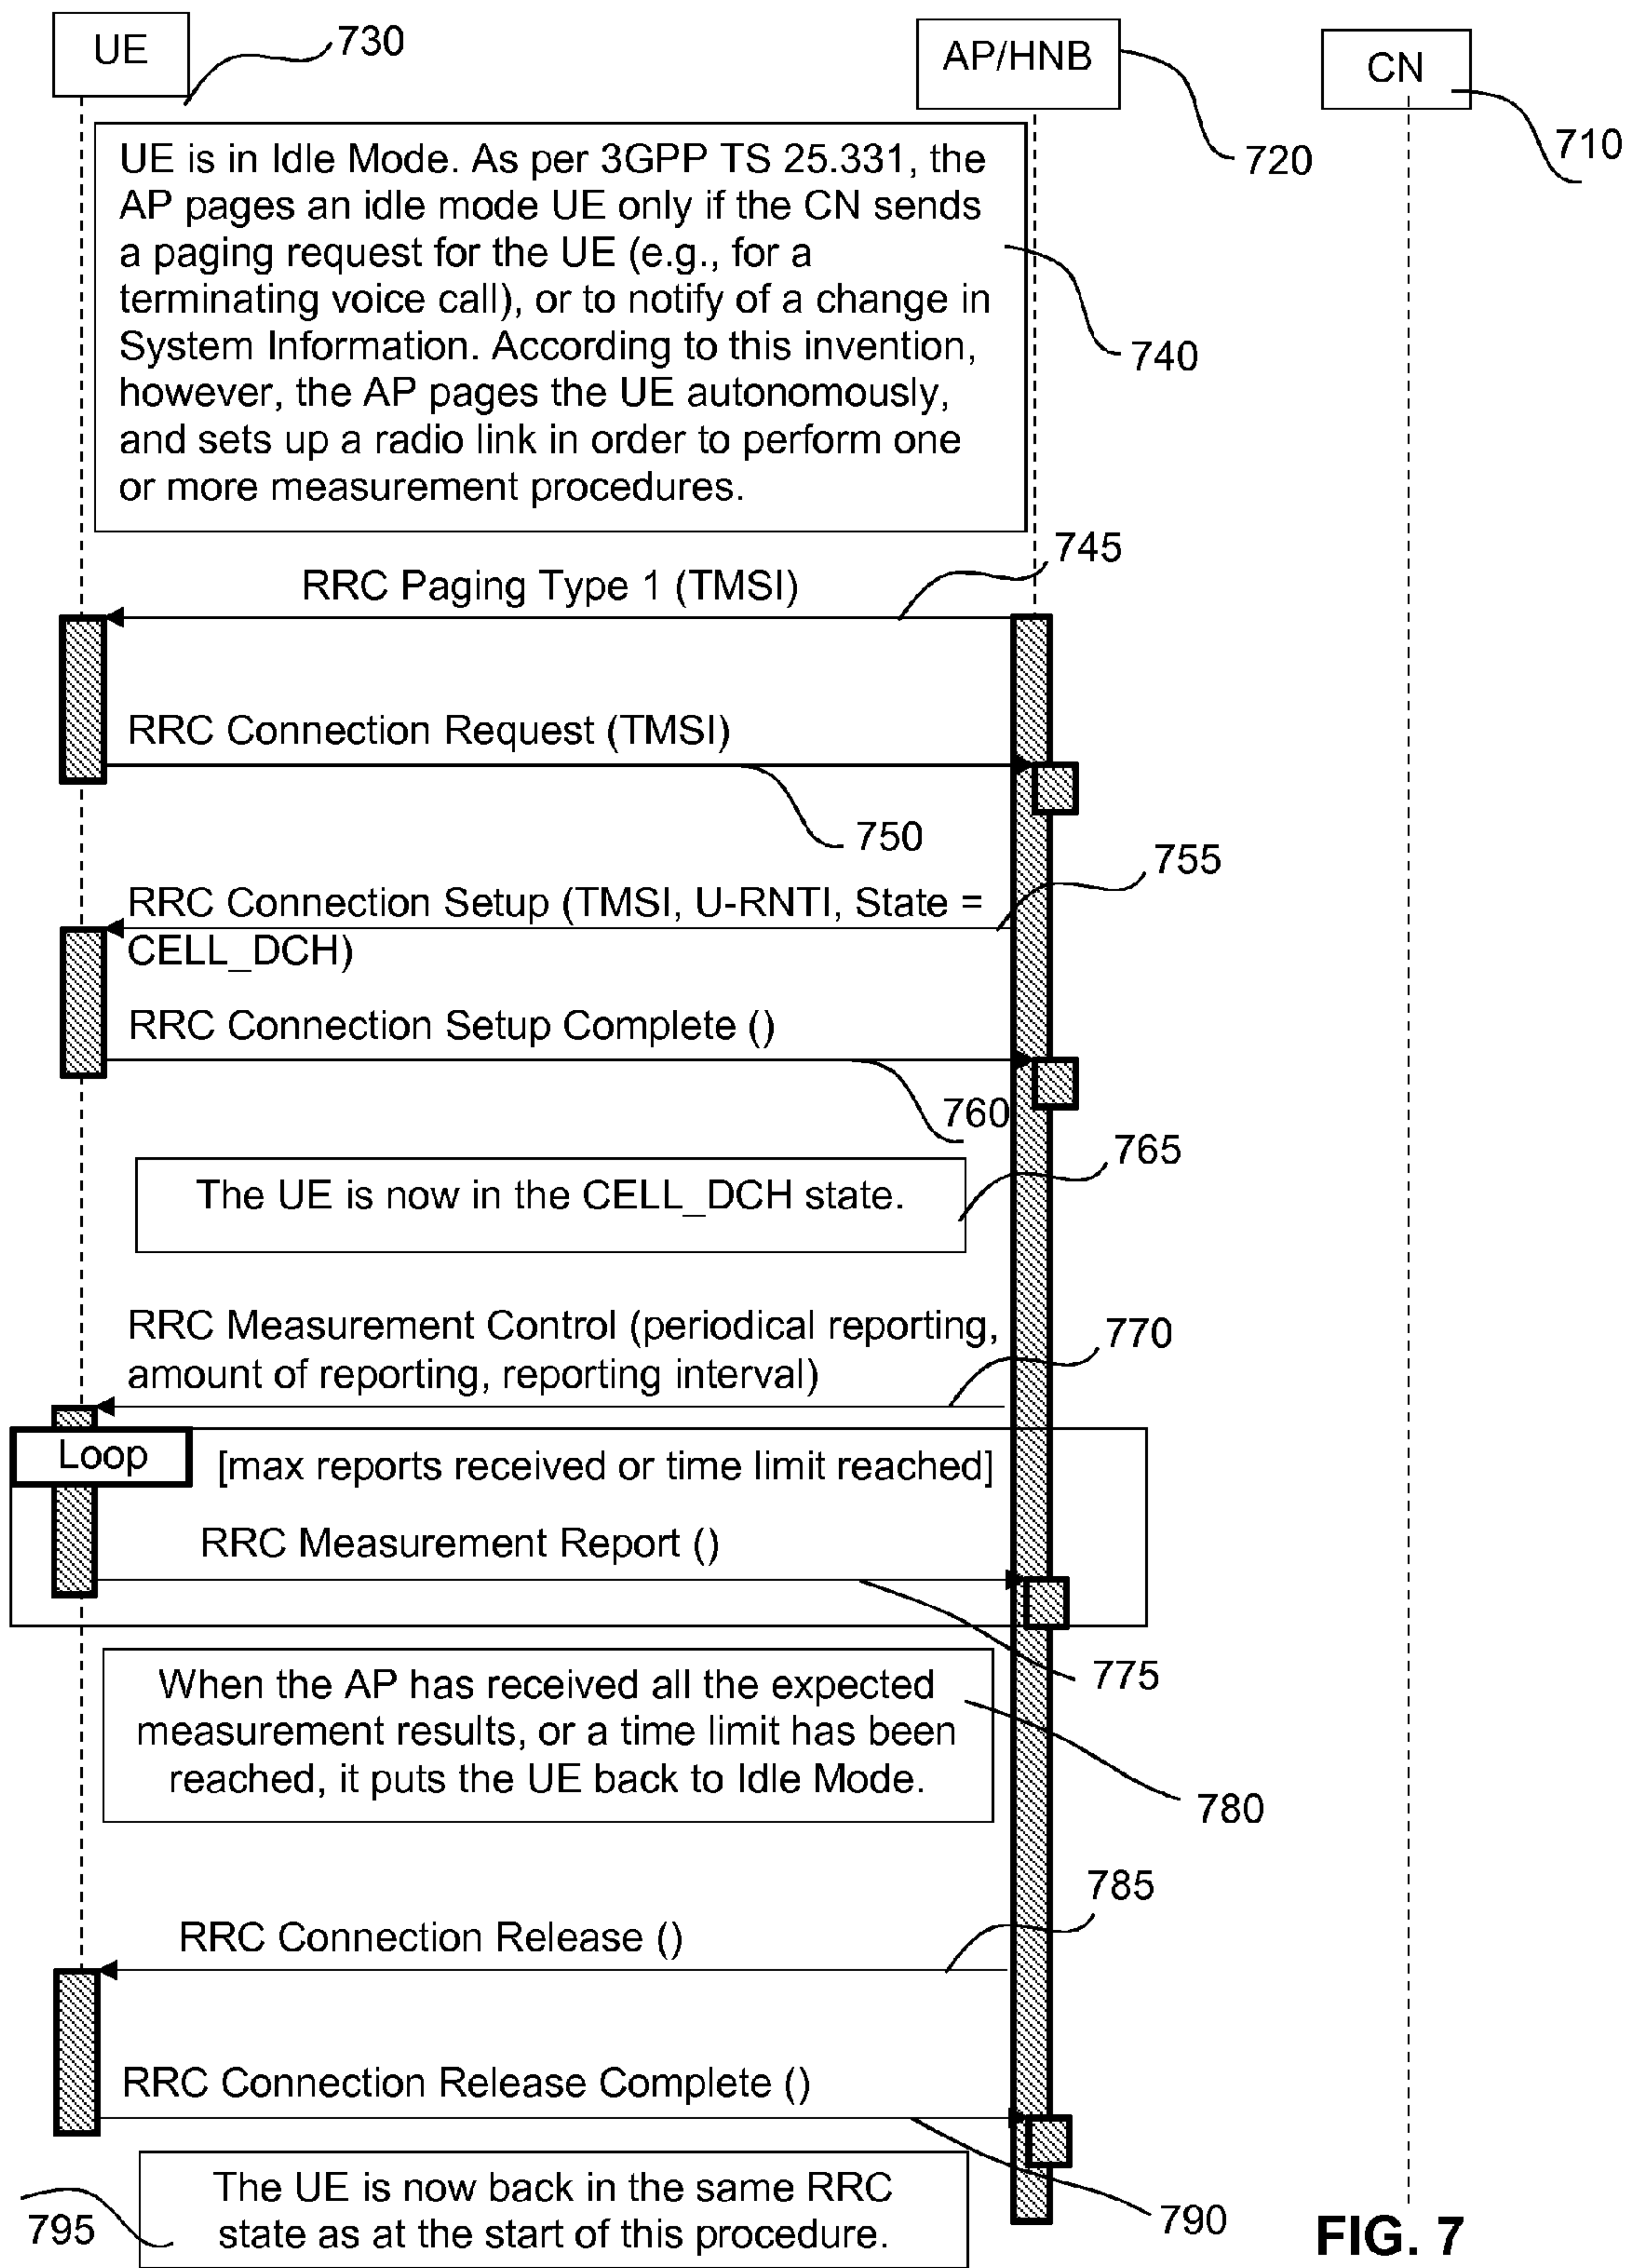 UE
730
AP/HNB
CN
710
720
UE is in Idle Mode. As per 3GPP TS 25.331, the
AP pages an idle mode UE only if the CN sends
a paging request for the UE (e.g., for a
terminating voice call), or to notify of a change in
System Information. According to this invention,
however, the AP pages the UE autonomously,
and sets up a radio link in order to perform one
or more measurement procedures.
740
745
RRC Paging Type 1 (TMSI)
RRC Connection Request (TMSI)
750
755
RRC Connection Setup (TMSI, U-RNTI, State =
CELL_DCH)
RRC Connection Setup Complete ()
760
765
The UE is now in the CELL_DCH state.
RRC Measurement Control (periodical reporting,
amount of reporting, reporting interval)
770
Loop
[max reports received or time limit reached]
RRC Measurement Report ()
775
When the AP has received all the expected
measurement results, or a time limit has been
reached, it puts the UE back to Idle Mode.
780
785
RRC Connection Release ()
RRC Connection Release Complete ()
790
The UE is now back in the same RRC
state as at the start of this procedure.
795
FIG. 7